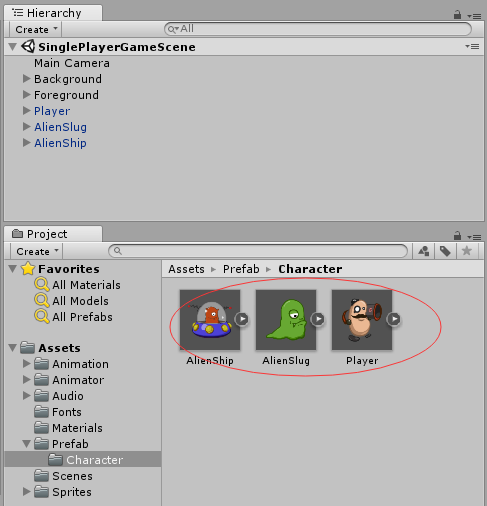 Hierarchy
Create All
SinglePlayerGameScene
Main Camera
Background
Foreground
Player
AlienSlug
AlienShip
Project
Create
Favorites
All Materials
All Models
All Prefabs
Assets
Animation
Animator
Audio
Fonts
Materials
Prefab
Character
Scenes
Sprites
Assets Prefab Character
AlienShip AlienSlug Player